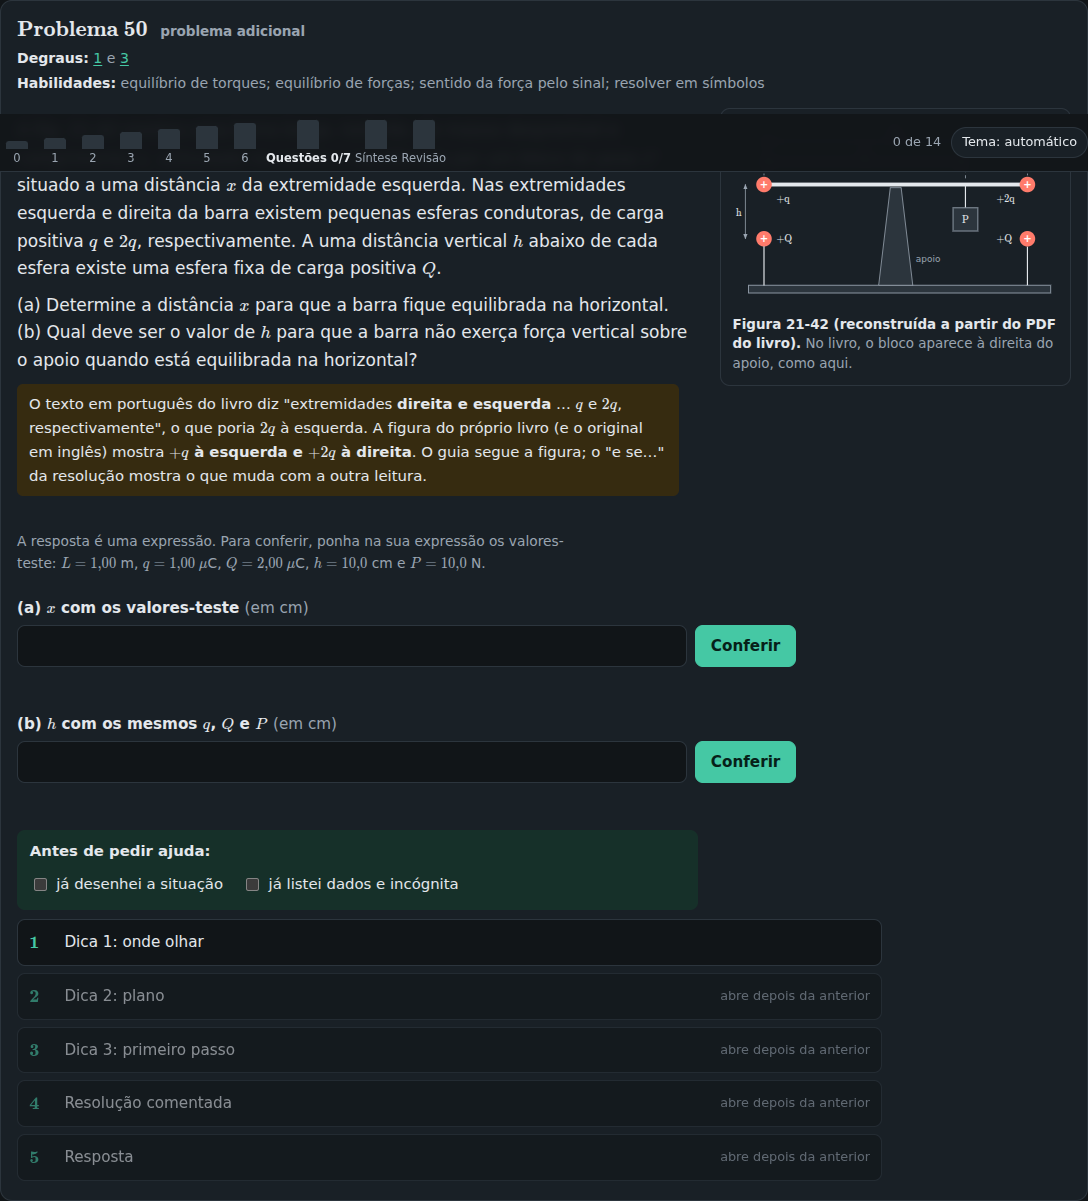 Problema 50 problema adicional
Degraus: 1 e 3
Habilidades: equilíbrio de torques; equilíbrio de forças; sentido da força pelo sinal; resolver em símbolos
0 1 2 3 4 5 6 Questões 0/7 Síntese Revisão
0 de 14 Tema: automático
situado a uma distância x da extremidade esquerda. Nas extremidades
esquerda e direita da barra existem pequenas esferas condutoras, de carga
positiva q e 2q, respectivamente. A uma distância vertical h abaixo de cada
esfera existe uma esfera fixa de carga positiva Q.
(a) Determine a distância x para que a barra fique equilibrada na horizontal.
(b) Qual deve ser o valor de h para que a barra não exerça força vertical sobre
o apoio quando está equilibrada na horizontal?
+ +
+q +2q
h P
+ +Q +Q +
apoio
Figura 21-42 (reconstruída a partir do PDF
do livro). No livro, o bloco aparece à direita do
apoio, como aqui.
O texto em português do livro diz "extremidades direita e esquerda ... q e 2q,
respectivamente", o que poria 2q à esquerda. A figura do próprio livro (e o original
em inglês) mostra +q à esquerda e +2q à direita. O guia segue a figura; o "e se…"
da resolução mostra o que muda com a outra leitura.
A resposta é uma expressão. Para conferir, ponha na sua expressão os valores-
teste: L = 1,00 m, q = 1,00 μC, Q = 2,00 μC, h = 10,0 cm e P = 10,0 N.
(a) x com os valores-teste (em cm)
Conferir
(b) h com os mesmos q, Q e P (em cm)
Conferir
Antes de pedir ajuda:
já desenhei a situação já listei dados e incógnita
1 Dica 1: onde olhar
2 Dica 2: plano abre depois da anterior
3 Dica 3: primeiro passo abre depois da anterior
4 Resolução comentada abre depois da anterior
5 Resposta abre depois da anterior